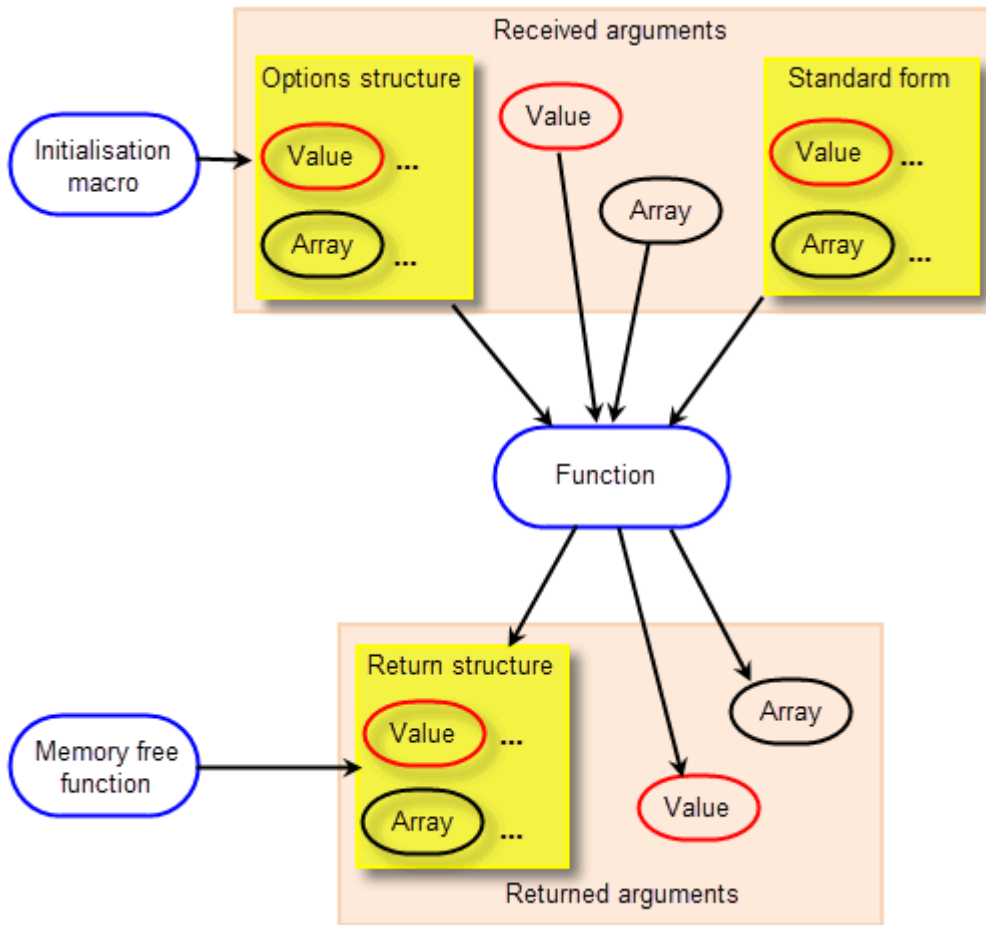 Received arguments
Options structure
Value ...
Array ...
Value
Array
Standard form
Value ...
Array ...
Initialisation
macro
Function
Return structure
Value ...
Array ...
Array
Value
Returned arguments
Memory free
function